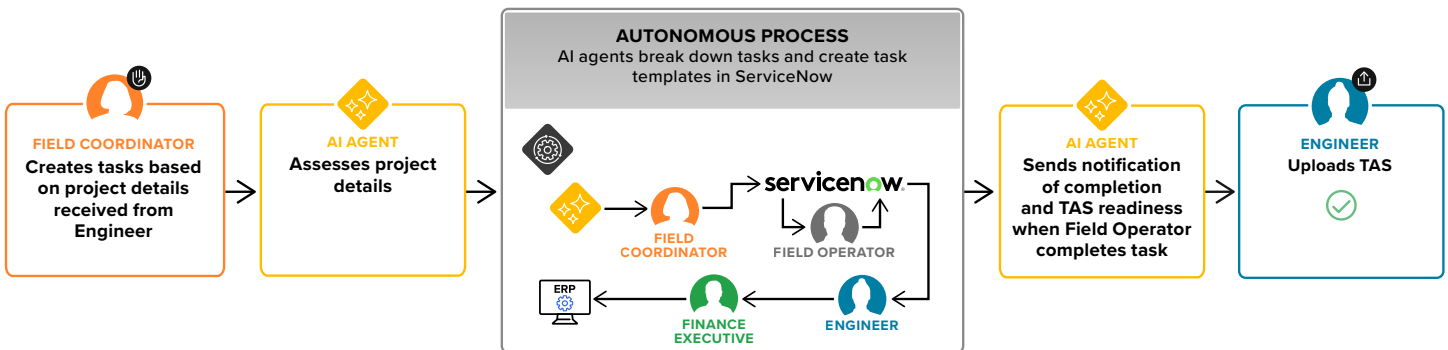 FIELD COORDINATOR
Creates tasks based
on project details
received from
Engineer
AI AGENT
Assesses project
details
AUTONOMOUS PROCESS
AI agents break down tasks and create task
templates in ServiceNow
servicenow.
FIELD
COORDINATOR
FIELD OPERATOR
ERP
FINANCE
EXECUTIVE
ENGINEER
AI AGENT
Sends notification
of completion
and TAS readiness
when Field Operator
completes task
ENGINEER
Uploads TAS